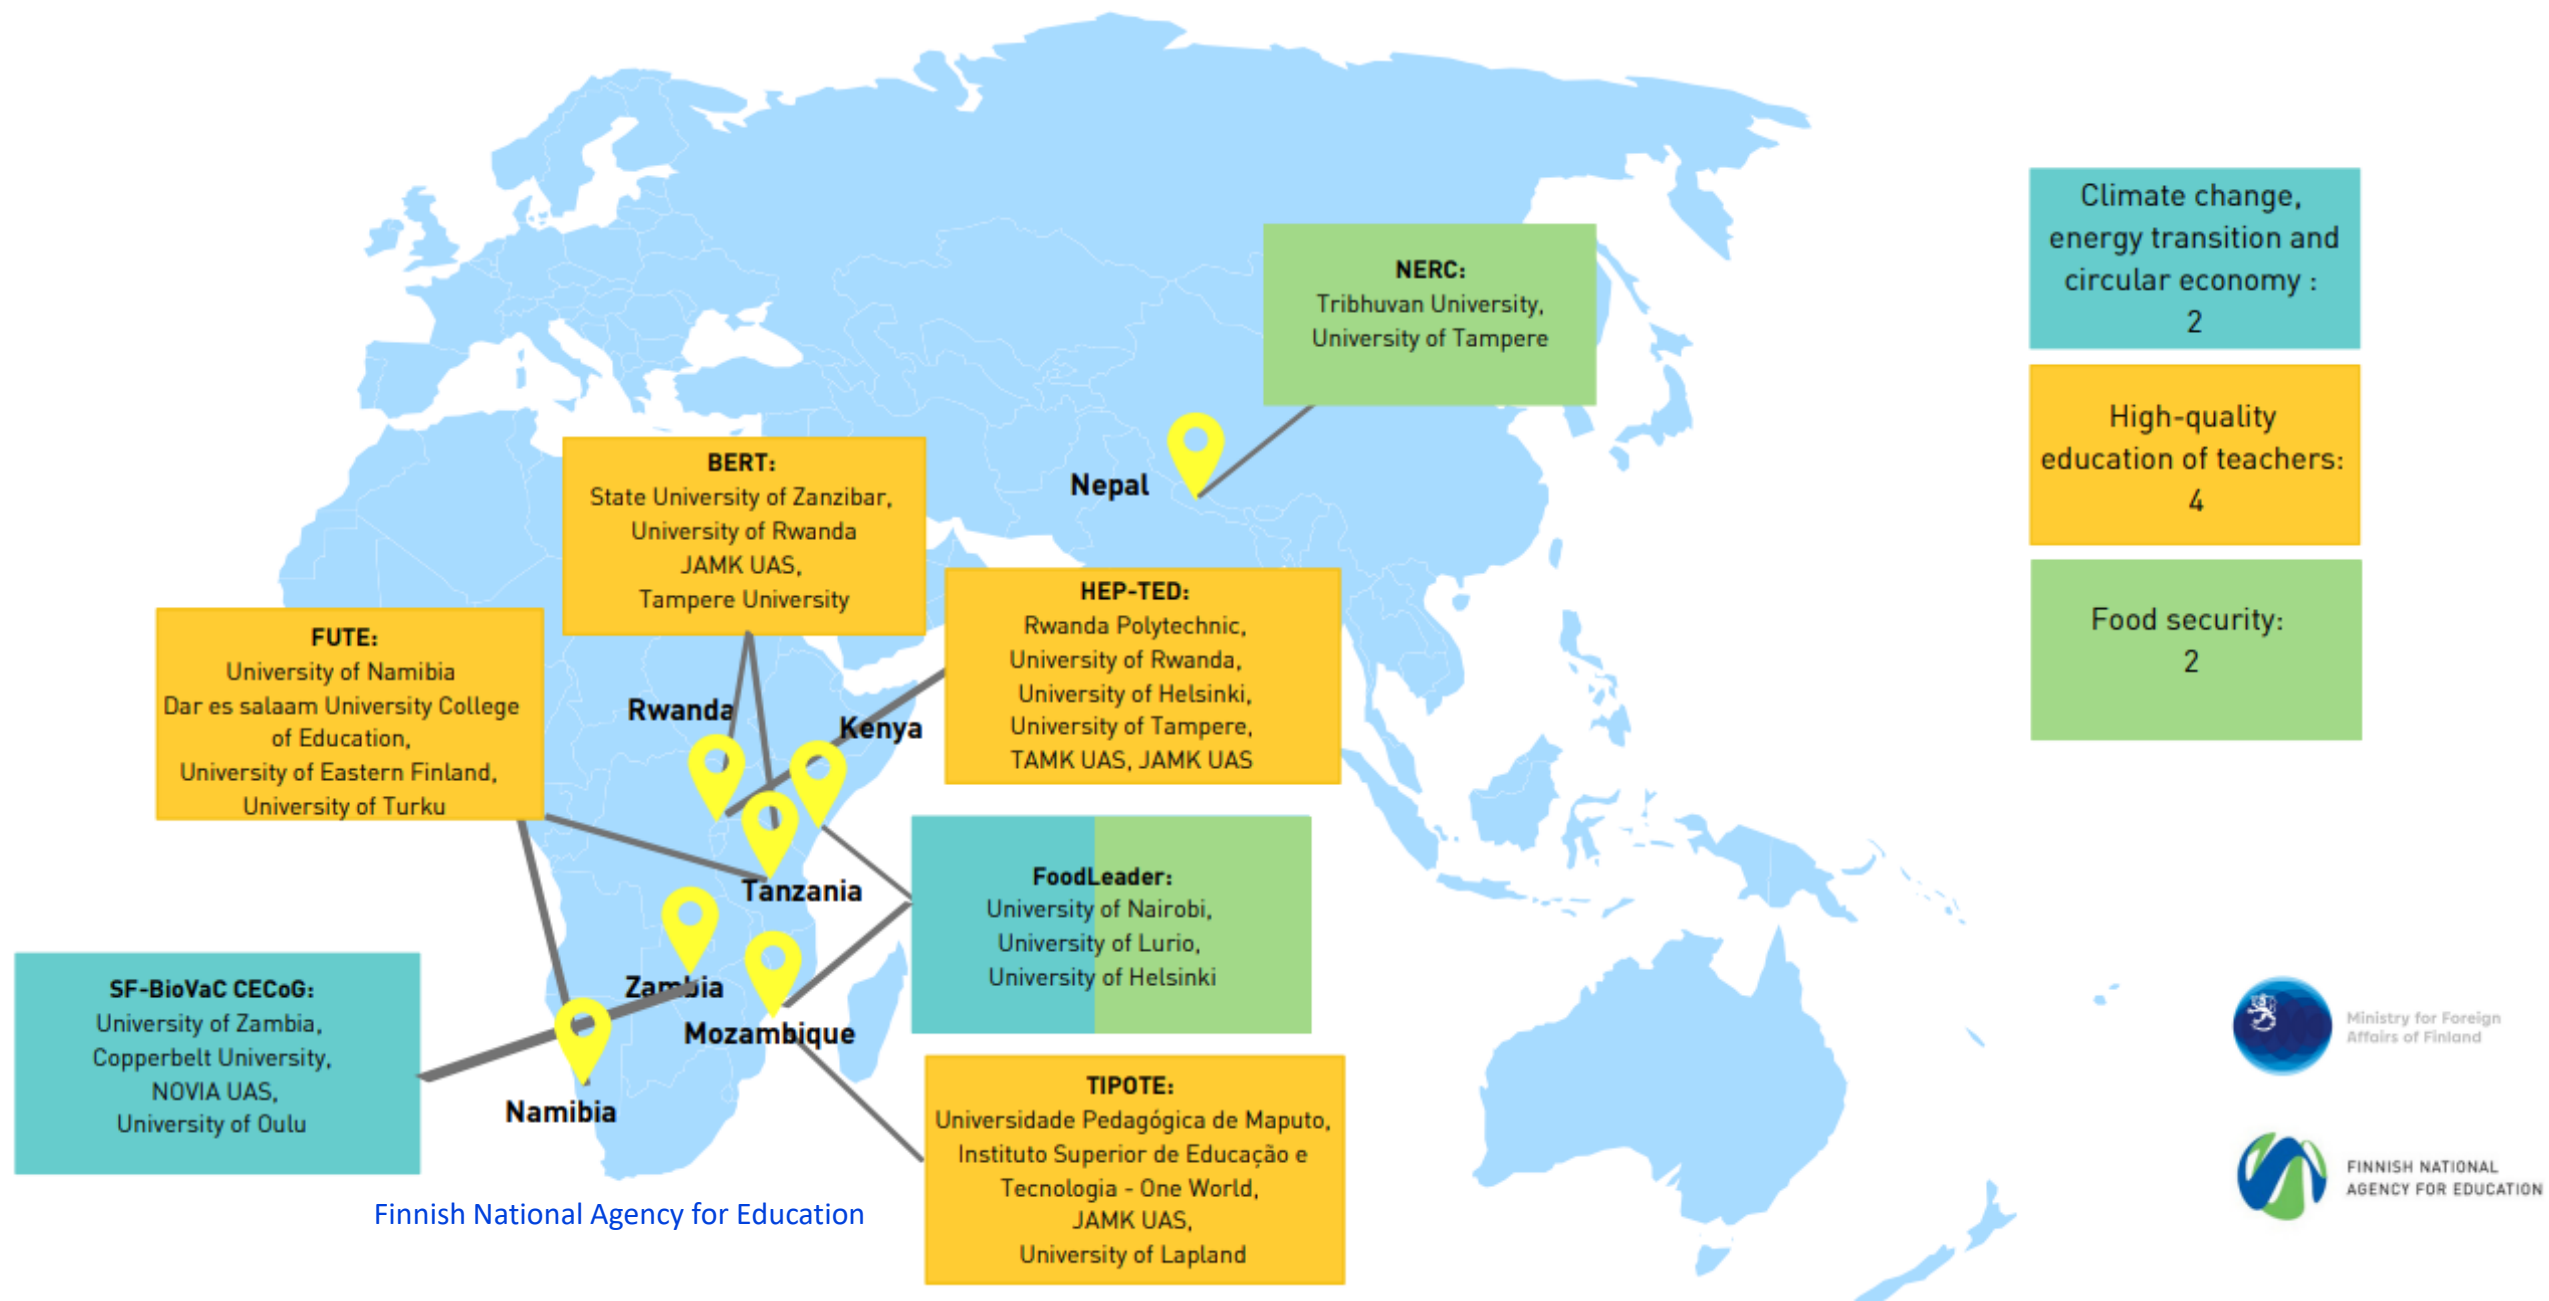 Climate change,
energy transition and
circular economy :
2
High-quality
education of teachers:
4
Food security:
2
NERC:
Tribhuvan University,
University of Tampere
Nepal
BERT:
State University of Zanzibar,
University of Rwanda
JAMK UAS,
Tampere University
HEP-TED:
Rwanda Polytechnic,
University of Rwanda,
University of Helsinki,
University of Tampere,
TAMK UAS, JAMK UAS
FUTE:
University of Namibia
Dar es salaam University College
of Education,
University of Eastern Finland,
University of Turku
Rwanda
Kenya
Tanzania
FoodLeader:
University of Nairobi,
University of Lurio,
University of Helsinki
Zambia
Mozambique
SF-BioVaC CECoG:
University of Zambia,
Copperbelt University,
NOVIA UAS,
University of Oulu
Namibia
TIPOTE:
Universidade Pedagógica de Maputo,
Instituto Superior de Educação e
Tecnologia - One World,
JAMK UAS,
University of Lapland
Finnish National Agency for Education
Ministry for Foreign
Affairs of Finland
FINNISH NATIONAL
AGENCY FOR EDUCATION